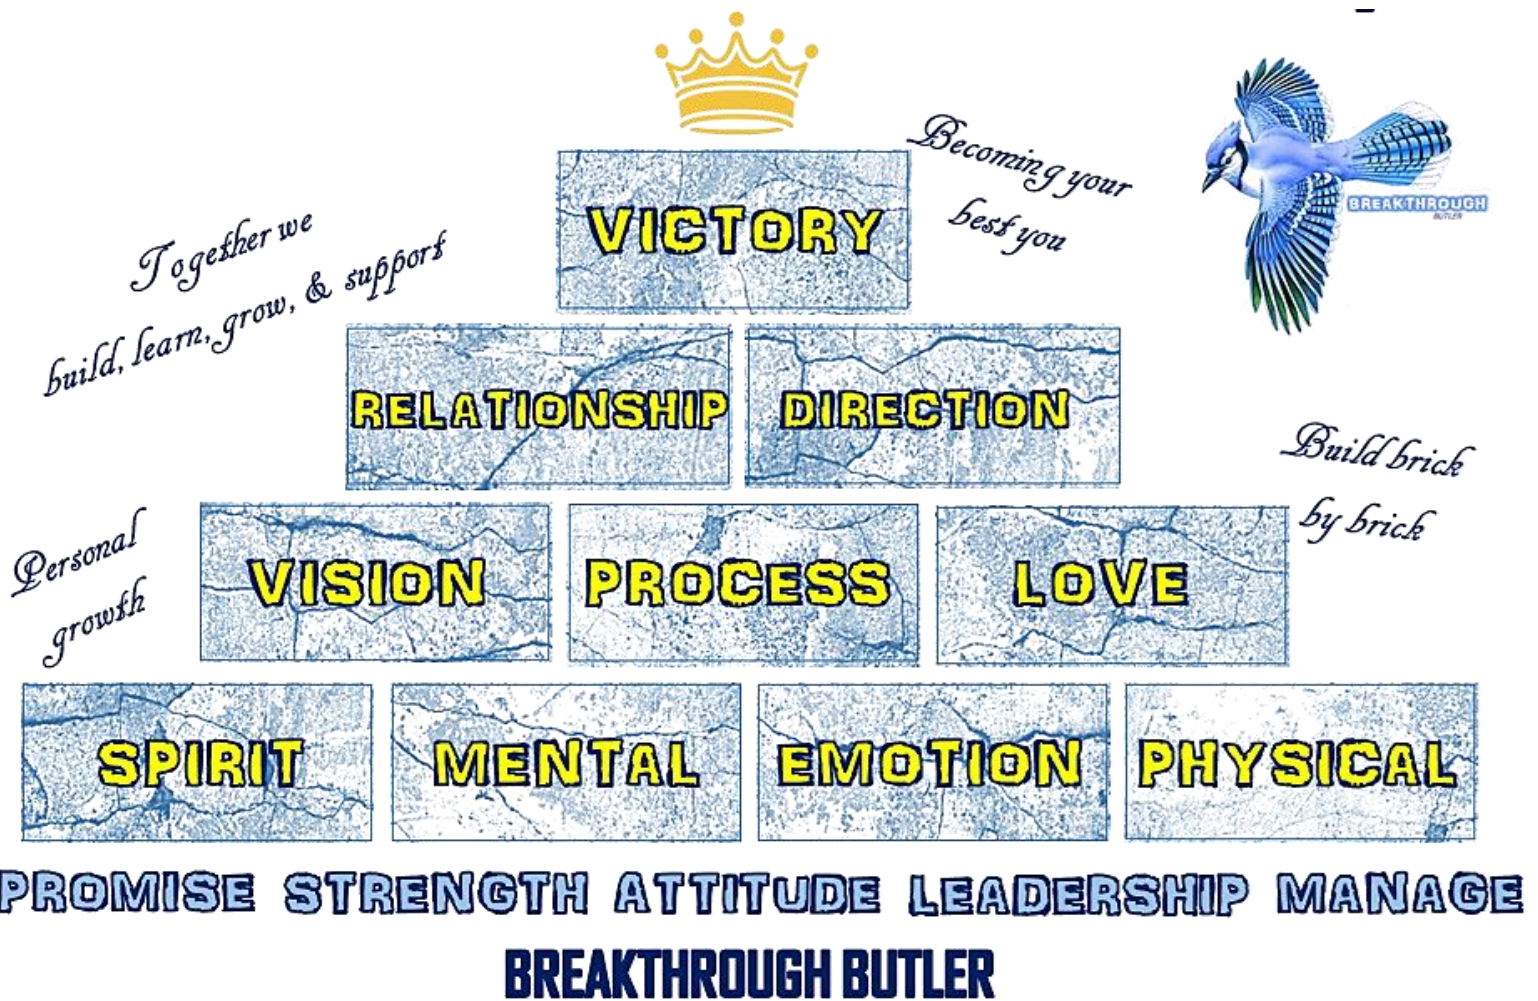 Becoming your
best you
BREAKTHROUGH
BUTLER
VICTORY
Together we
build, learn, grow, & support
RELATIONSHIP
DIRECTION
Build brick
by brick
Personal
growth
VISION
PROCESS
LOVE
SPIRIT
MENTAL
EMOTION
PHYSICAL
PROMISE STRENGTH ATTITUDE LEADERSHIP MANAGE
BREAKTHROUGH BUTLER